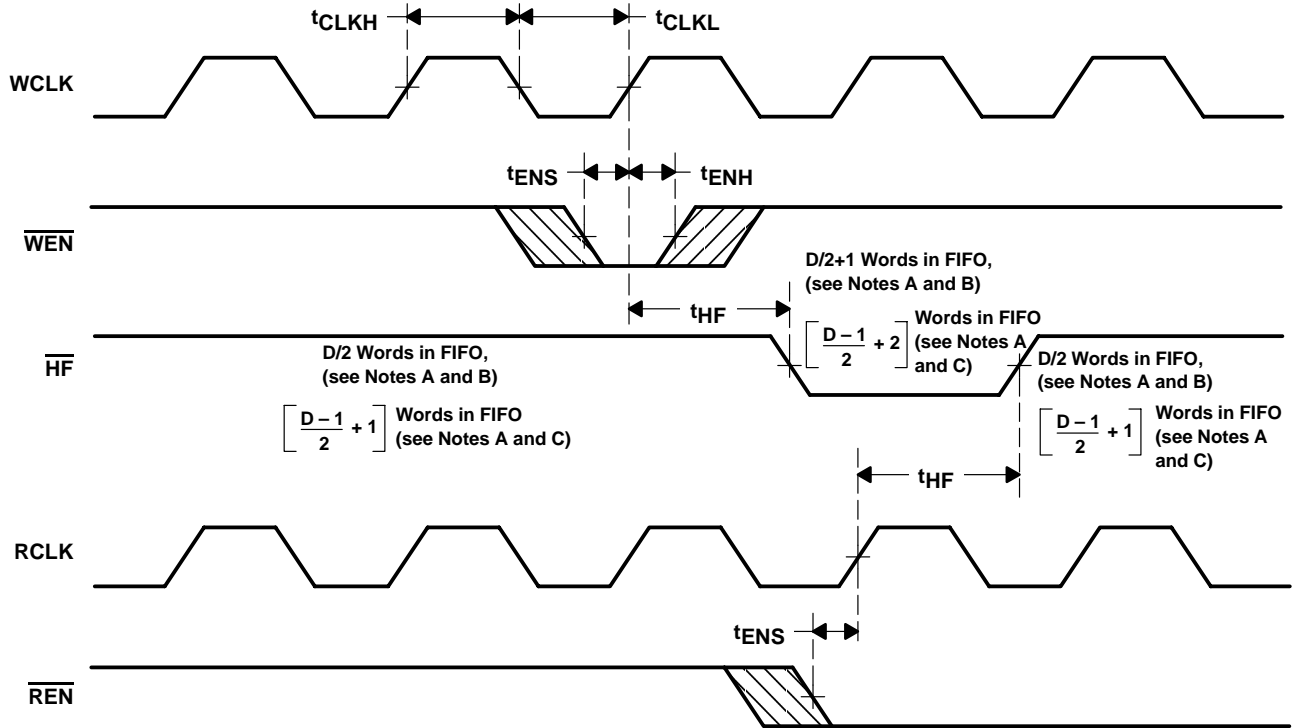 tCLKH
tCLKL
WCLK
tENS
tENH
WEN
D/2+1 Words in FIFO,
(see Notes A and B)
tHF
[ D – 1 / 2 + 2 ] Words in FIFO
(see Notes A
and C)
HF
D/2 Words in FIFO,
(see Notes A and B)
[ D – 1 / 2 + 1 ] Words in FIFO
(see Notes A and C)
D/2 Words in FIFO,
(see Notes A and B)
[ D – 1 / 2 + 1 ] Words in FIFO
(see Notes A
and C)
tHF
RCLK
tENS
REN